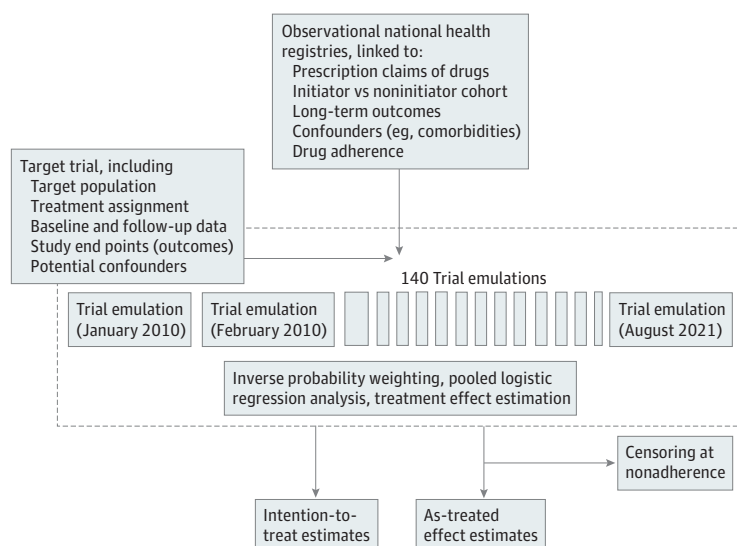 Observational national health
registries, linked to:
Prescription claims of drugs
Initiator vs noninitiator cohort
Long-term outcomes
Confounders (eg, comorbidities)
Drug adherence
Target trial, including
Target population
Treatment assignment
Baseline and follow-up data
Study end points (outcomes)
Potential confounders
140 Trial emulations
Trial emulation
(January 2010)
Trial emulation
(February 2010)
Trial emulation
(August 2021)
Inverse probability weighting, pooled logistic
regression analysis, treatment effect estimation
Censoring at
nonadherence
Intention-to-
treat estimates
As-treated
effect estimates